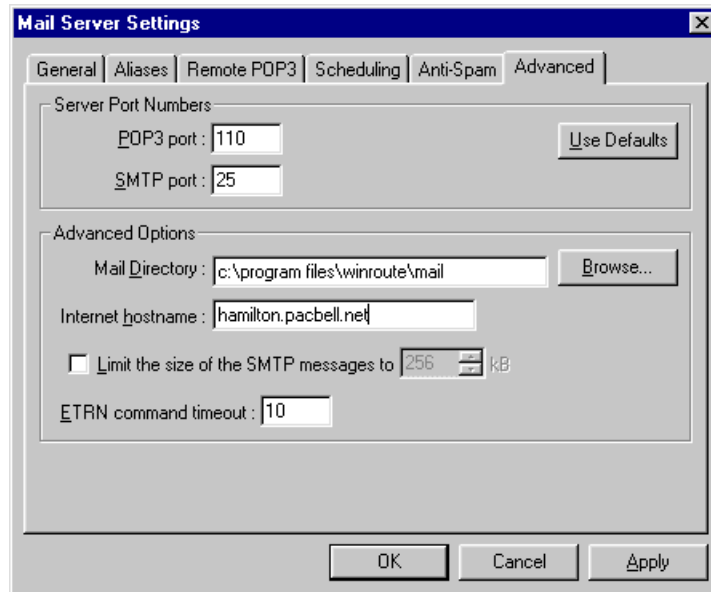 Mail Server Settings
General Aliases Remote POP3 Scheduling Anti-Spam Advanced
Server Port Numbers
POP3 port : 110
Use Defaults
SMTP port : 25
Advanced Options
Mail Directory : c:\program files\winroute\mail Browse...
Internet hostname : hamilton.pacbell.net
Limit the size of the SMTP messages to 256 kB
ETRN command timeout : 10
OK Cancel Apply